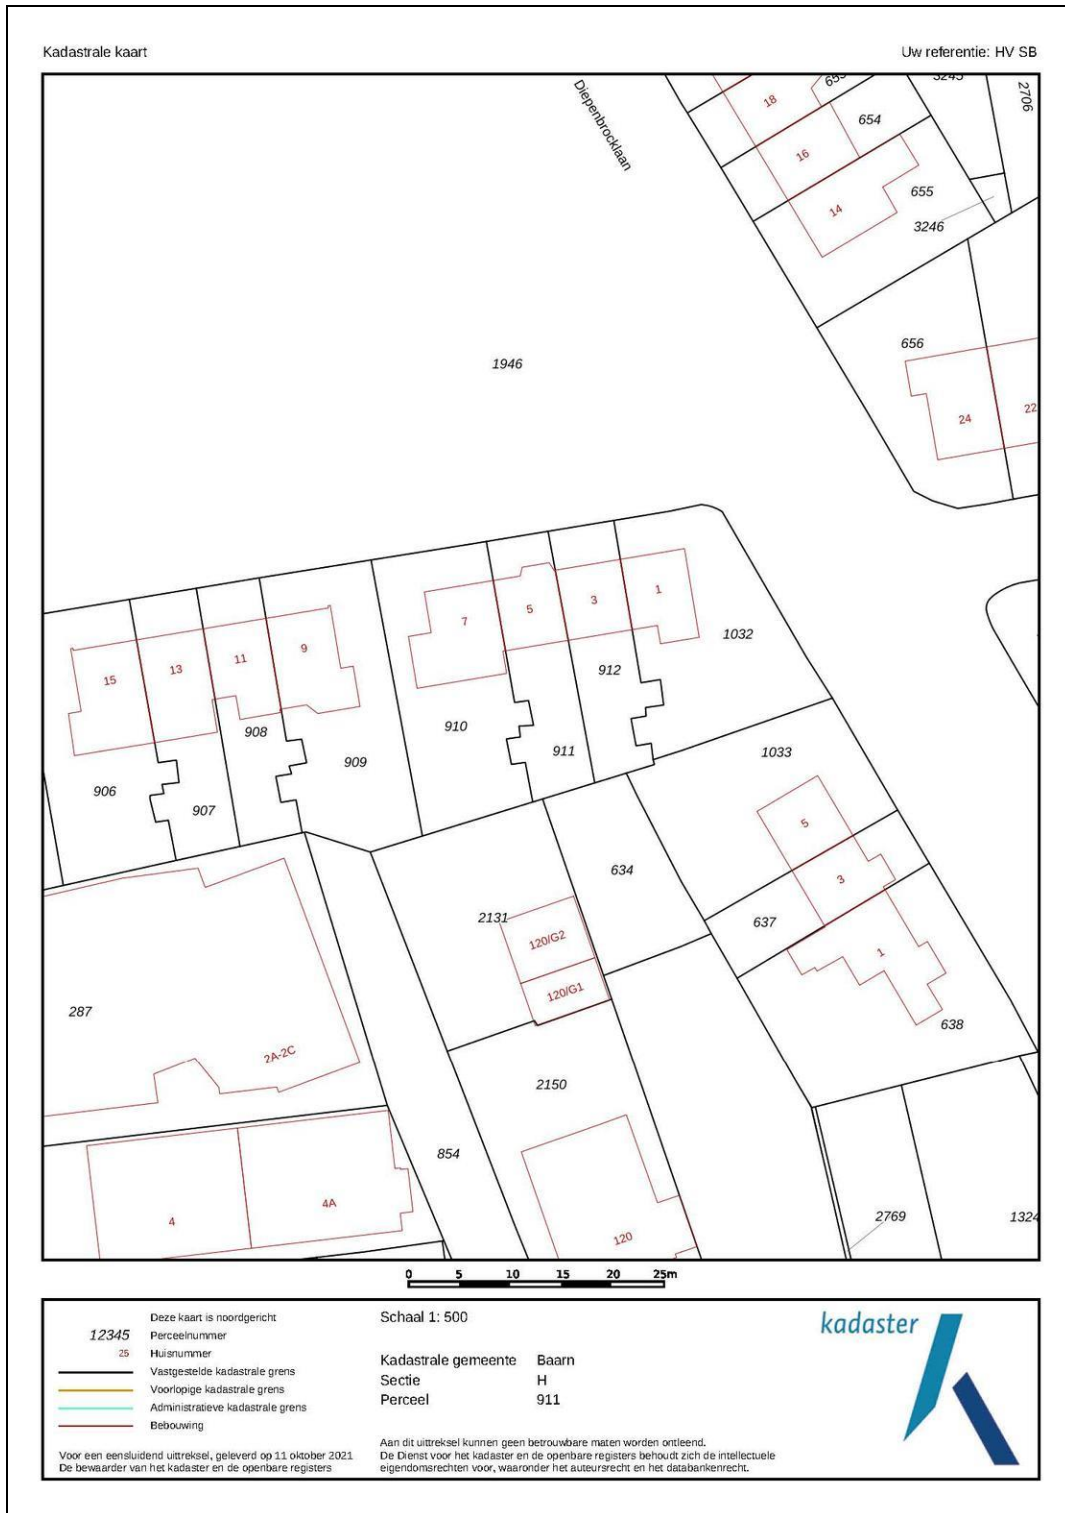 Kadastrale kaart
Uw referentie: HV SB
Diepenbrocklaan
18
653
3245
2706
654
16
655
14
3246
1946
656
24
22
1
3
5
7
1032
9
11
13
15
912
910
911
908
909
906
907
1033
5
634
3
2131
637
120/G2
1
120/G1
287
638
2A-2C
2150
854
4A
4
2769
1324
120
0 5 10 15 20 25m
Deze kaart is noordgericht
12345 Perceelnummer
25 Huisnummer
Vastgestelde kadastrale grens
Voorlopige kadastrale grens
Administratieve kadastrale grens
Bebouwing
Voor een eensluidend uittreksel, geleverd op 11 oktober 2021
De bewaarder van het kadaster en de openbare registers
Schaal 1: 500
Kadastrale gemeente Baarn
Sectie H
Perceel 911
Aan dit uittreksel kunnen geen betrouwbare maten worden ontleend.
De Dienst voor het kadaster en de openbare registers behoudt zich de intellectuele
eigendomsrechten voor, waaronder het auteursrecht en het databankenrecht.
kadaster